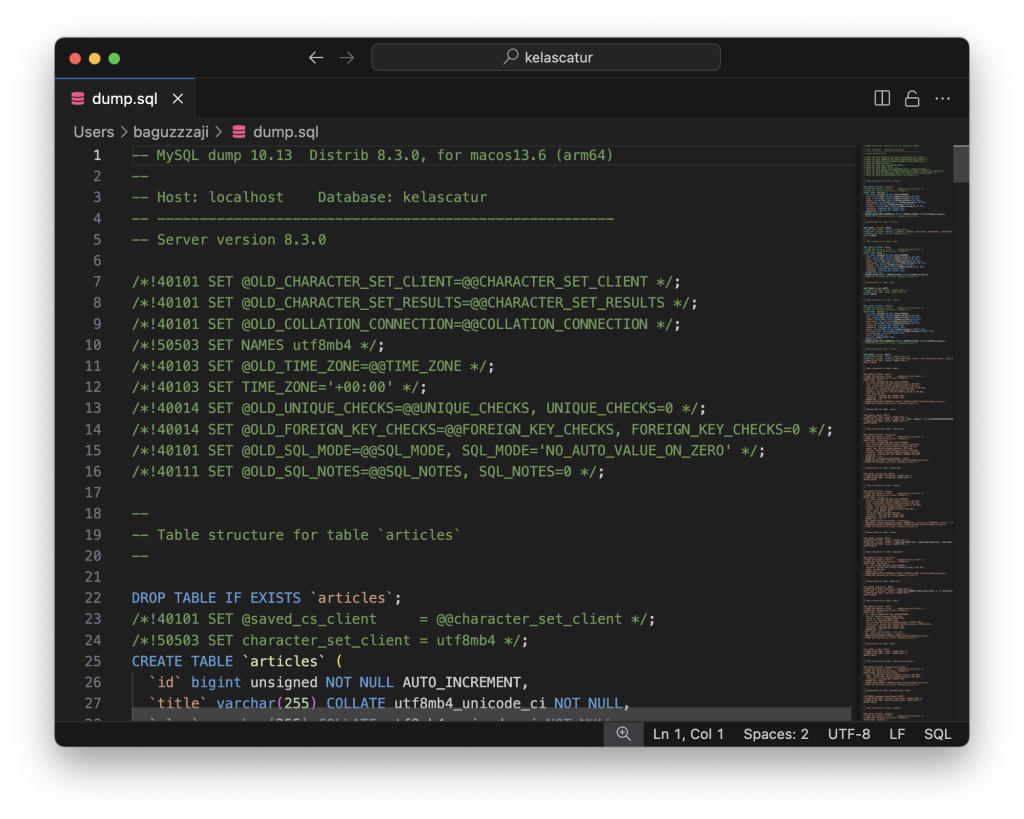 kelascatur
dump.sql
Users > baguzzzaji > dump.sql
1 -- MySQL dump 10.13  Distrib 8.3.0, for macos13.6 (arm64)
2 --
3 -- Host: localhost    Database: kelascatur
4 -- ------------------------------------------------------
5 -- Server version 8.3.0
6
7 /*!40101 SET @OLD_CHARACTER_SET_CLIENT=@@CHARACTER_SET_CLIENT */;
8 /*!40101 SET @OLD_CHARACTER_SET_RESULTS=@@CHARACTER_SET_RESULTS */;
9 /*!40101 SET @OLD_COLLATION_CONNECTION=@@COLLATION_CONNECTION */;
10 /*!50503 SET NAMES utf8mb4 */;
11 /*!40103 SET @OLD_TIME_ZONE=@@TIME_ZONE */;
12 /*!40103 SET TIME_ZONE='+00:00' */;
13 /*!40014 SET @OLD_UNIQUE_CHECKS=@@UNIQUE_CHECKS, UNIQUE_CHECKS=0 */;
14 /*!40014 SET @OLD_FOREIGN_KEY_CHECKS=@@FOREIGN_KEY_CHECKS, FOREIGN_KEY_CHECKS=0 */;
15 /*!40101 SET @OLD_SQL_MODE=@@SQL_MODE, SQL_MODE='NO_AUTO_VALUE_ON_ZERO' */;
16 /*!40111 SET @OLD_SQL_NOTES=@@SQL_NOTES, SQL_NOTES=0 */;
17
18 --
19 -- Table structure for table `articles`
20 --
21
22 DROP TABLE IF EXISTS `articles`;
23 /*!40101 SET @saved_cs_client     = @@character_set_client */;
24 /*!50503 SET character_set_client = utf8mb4 */;
25 CREATE TABLE `articles` (
26   `id` bigint unsigned NOT NULL AUTO_INCREMENT,
27   `title` varchar(255) COLLATE utf8mb4_unicode_ci NOT NULL,
Ln 1, Col 1 Spaces: 2 UTF-8 LF SQL